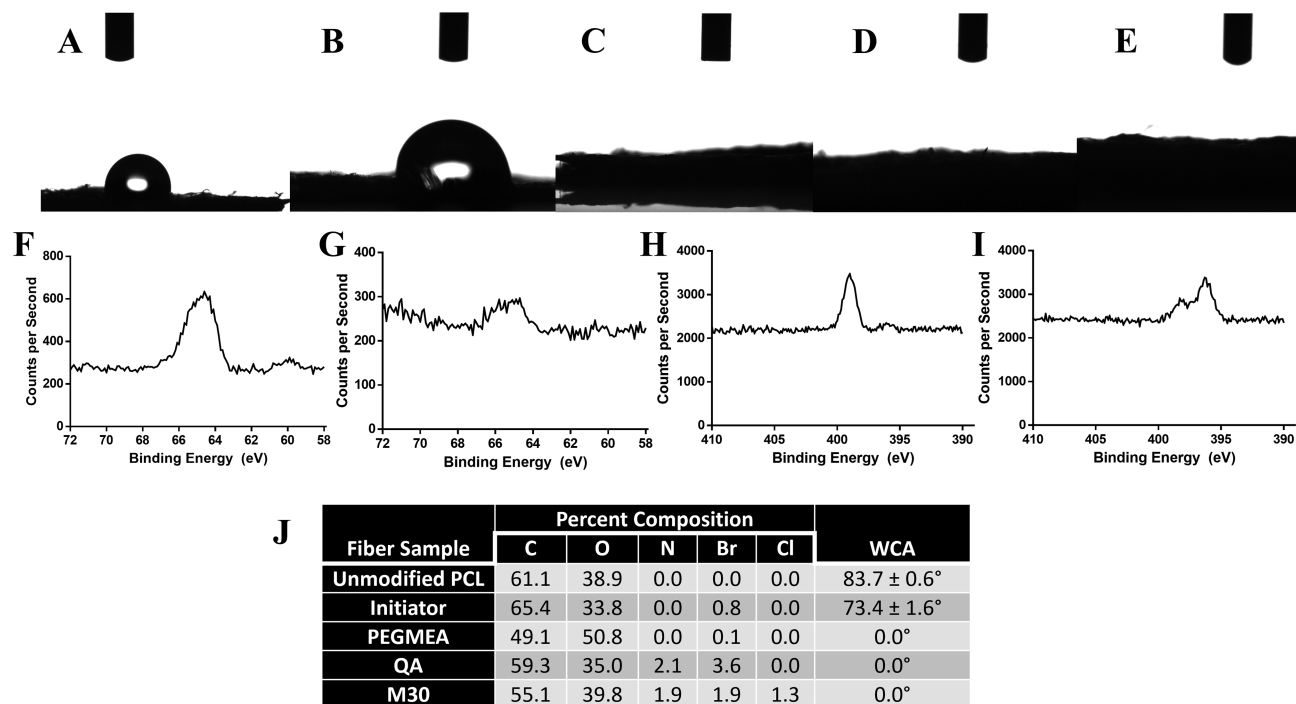 A B C D E
F G H I
800
600
400
200
0
72 70 68 66 64 62 60 58
Counts per Second
Binding Energy (eV)
400
300
200
100
0
72 70 68 66 64 62 60 58
Counts per Second
Binding Energy (eV)
4000
3000
2000
1000
0
410 405 400 395 390
Counts per Second
Binding Energy (eV)
4000
3000
2000
1000
0
410 405 400 395 390
Counts per Second
Binding Energy (eV)
J
Percent Composition
Fiber Sample C O N Br Cl WCA
Unmodified PCL 61.1 38.9 0.0 0.0 0.0 83.7 ± 0.6°
Initiator 65.4 33.8 0.0 0.8 0.0 73.4 ± 1.6°
PEGMEA 49.1 50.8 0.0 0.1 0.0 0.0°
QA 59.3 35.0 2.1 3.6 0.0 0.0°
M30 55.1 39.8 1.9 1.9 1.3 0.0°